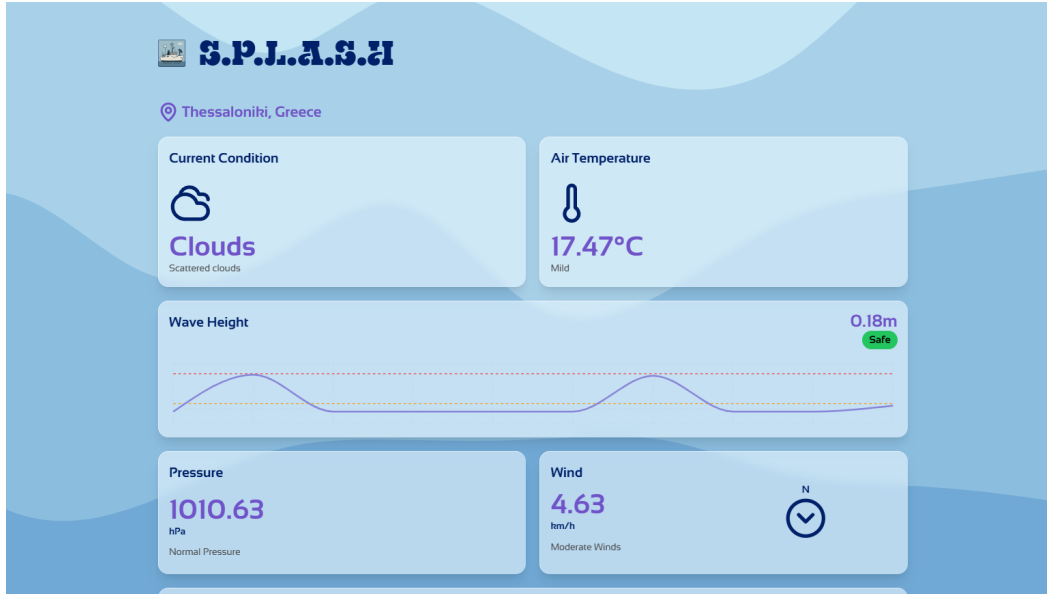 S.P.L.A.S.H
Thessaloniki, Greece
Current Condition
Clouds
Scattered clouds
Air Temperature
17.47°C
Mild
Wave Height
0.18m
Safe
Pressure
1010.63
hPa
Normal Pressure
Wind
4.63
km/h
Moderate Winds
N